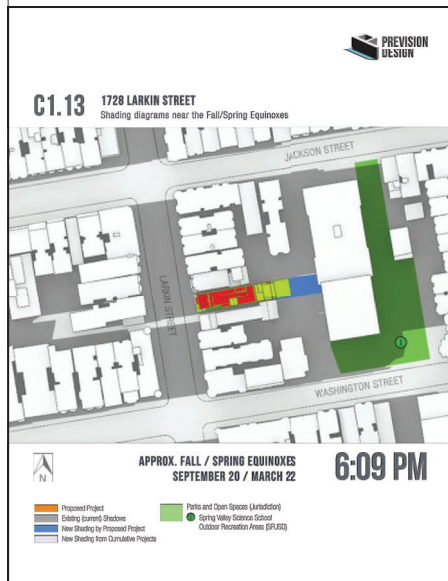 PREVISION
DESIGN
C1.13
1728 LARKIN STREET
Shading diagrams near the Fall/Spring Equinoxes
JACKSON STREET
LARKIN STREET
WASHINGTON STREET
N
APPROX. FALL / SPRING EQUINOXES
SEPTEMBER 20 / MARCH 22
6:09 PM
Proposed Project
Existing (current) Shadows
New Shading by Proposed Project
New Shading from Cumulative Projects
Parks and Open Spaces (Jurisdiction)
Spring Valley Science School
Outdoor Recreation Areas (SFUSD)